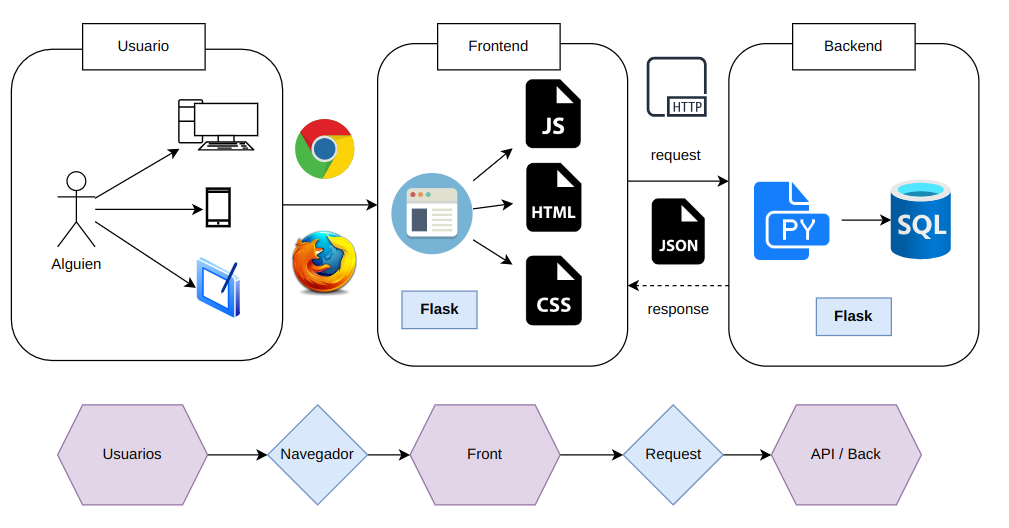 Usuario
Frontend
Backend
Alguien
JS
HTML
CSS
Flask
HTTP
request
JSON
response
PY
SQL
Flask
Usuarios
Navegador
Front
Request
API / Back